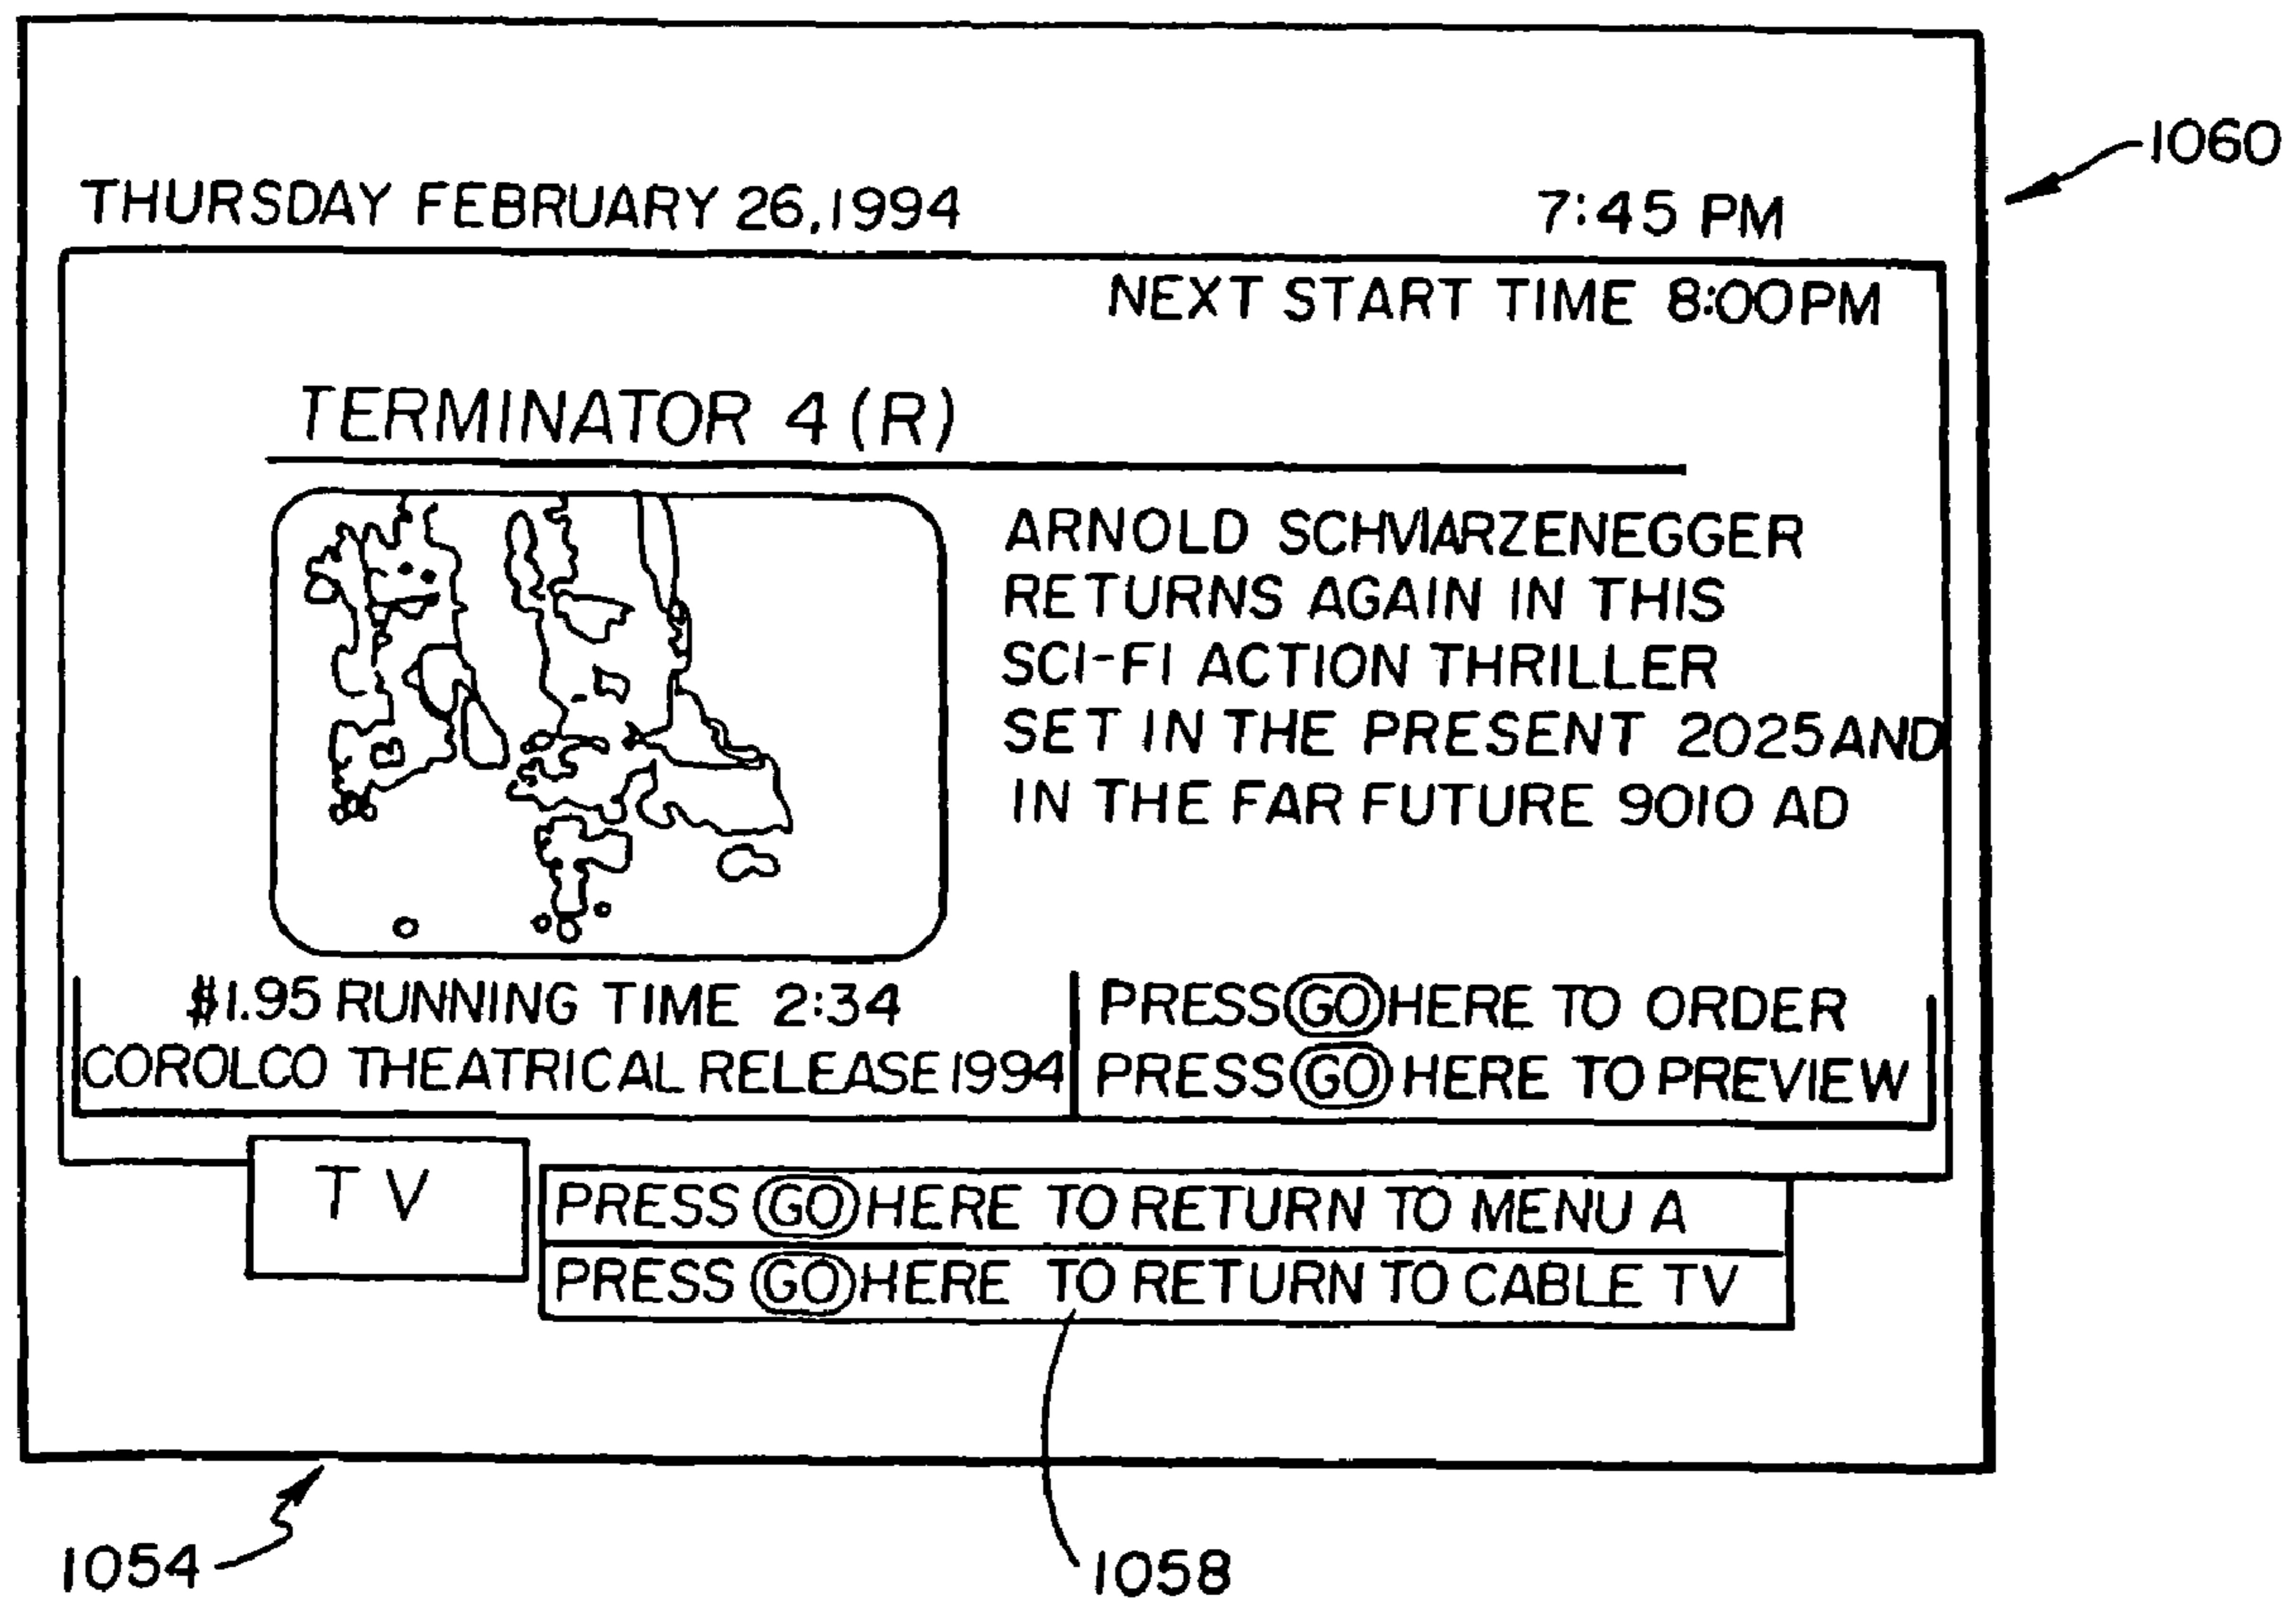 1060
THURSDAY FEBRUARY 26,1994 7:45 PM
NEXT START TIME 8:00PM
TERMINATOR 4 (R)
ARNOLD SCHWARZENEGGER
RETURNS AGAIN IN THIS
SCI-FI ACTION THRILLER
SET IN THE PRESENT 2025 AND
IN THE FAR FUTURE 9010 AD
$1.95 RUNNING TIME 2:34
COROLCO THEATRICAL RELEASE 1994
PRESS GO HERE TO ORDER
PRESS GO HERE TO PREVIEW
TV
PRESS GO HERE TO RETURN TO MENU A
PRESS GO HERE TO RETURN TO CABLE TV
1054
1058